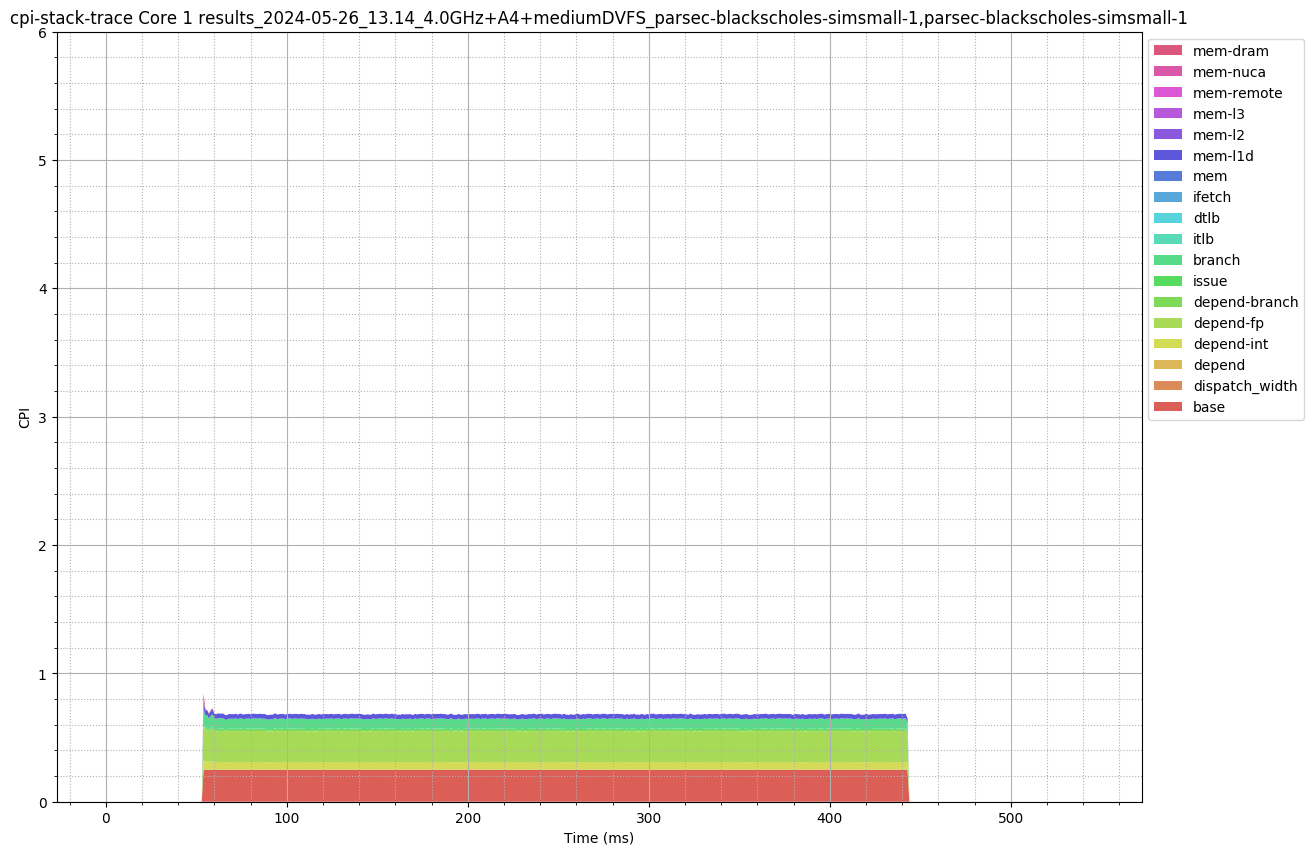 cpi-stack-trace Core 1 results_2024-05-26_13.14_4.0GHz+A4+mediumDVFS_parsec-blackscholes-simsmall-1,parsec-blackscholes-simsmall-1
6
5
4
3
2
1
0
CPI
0 100 200 300 400 500
Time (ms)
mem-dram
mem-nuca
mem-remote
mem-l3
mem-l2
mem-l1d
mem
ifetch
dtlb
itlb
branch
issue
depend-branch
depend-fp
depend-int
depend
dispatch_width
base